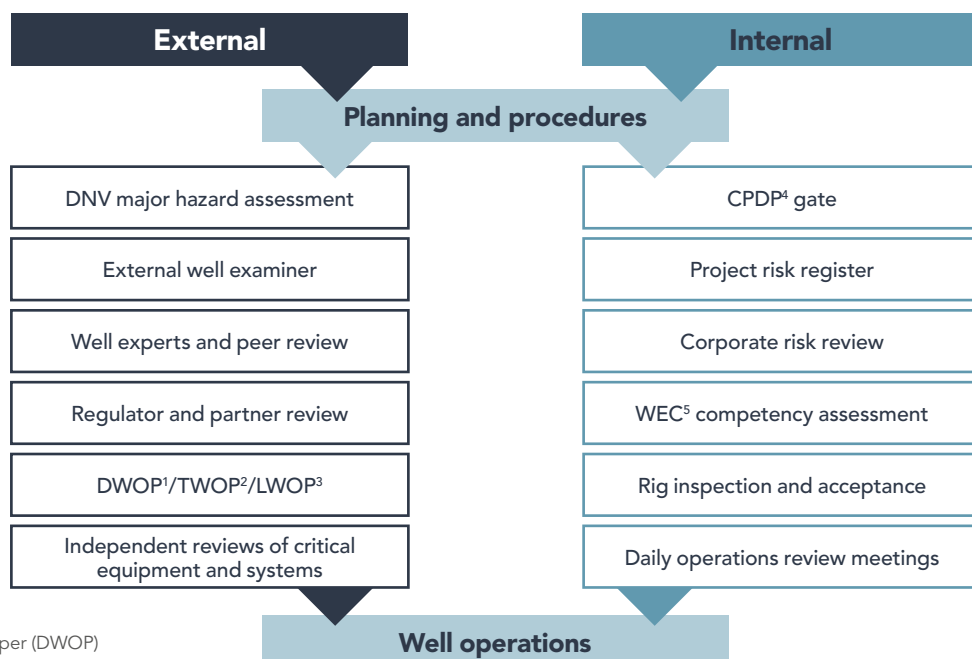 External
Internal
Planning and procedures
DNV major hazard assessment
External well examiner
Well experts and peer review
Regulator and partner review
DWOP¹/TWOP²/LWOP³
Independent reviews of critical
equipment and systems
CPDP⁴ gate
Project risk register
Corporate risk review
WEC⁵ competency assessment
Rig inspection and acceptance
Daily operations review meetings
per (DWOP)
Well operations